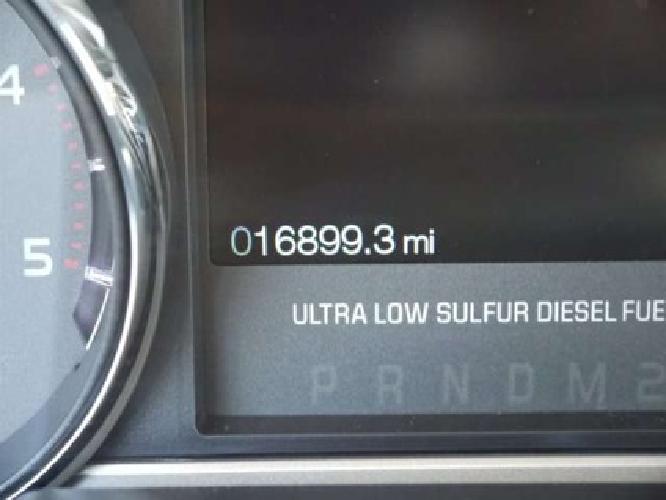 4
5
016899.3 mi
ULTRA LOW SULFUR DIESEL FUE
P R N D M 2